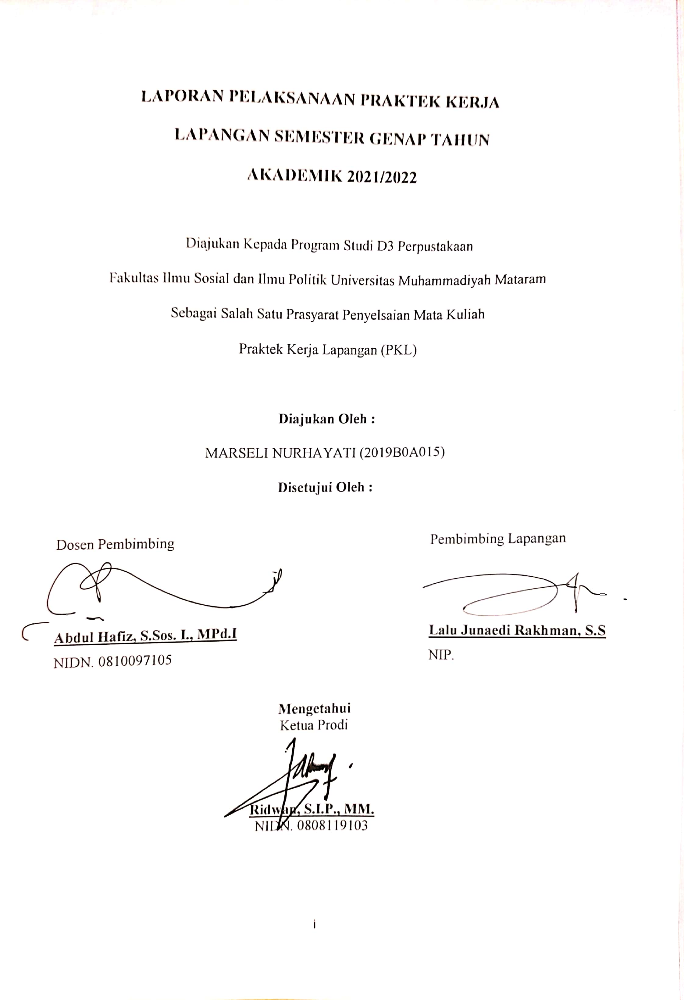 LAPORAN PELAKSANAAN PRAKTEK KERJA
LAPANGAN SEMESTER GENAP TAHUN
AKADEMIK 2021/2022
Diajukan Kepada Program Studi D3 Perpustakaan
Fakultas Ilmu Sosial dan Ilmu Politik Universitas Muhammadiyah Mataram
Sebagai Salah Satu Prasyarat Penyelsaian Mata Kuliah
Praktek Kerja Lapangan (PKL)
Diajukan Oleh :
MARSELI NURHAYATI (2019B0A015)
Disetujui Oleh :
Dosen Pembimbing
Abdul Hafiz, S.Sos. I., MPd.I
NIDN. 0810097105
Pembimbing Lapangan
Lalu Junaedi Rakhman, S.S
NIP.
Mengetahui
Ketua Prodi
Ridwan, S.I.P., MM.
NIDN. 0808119103
i